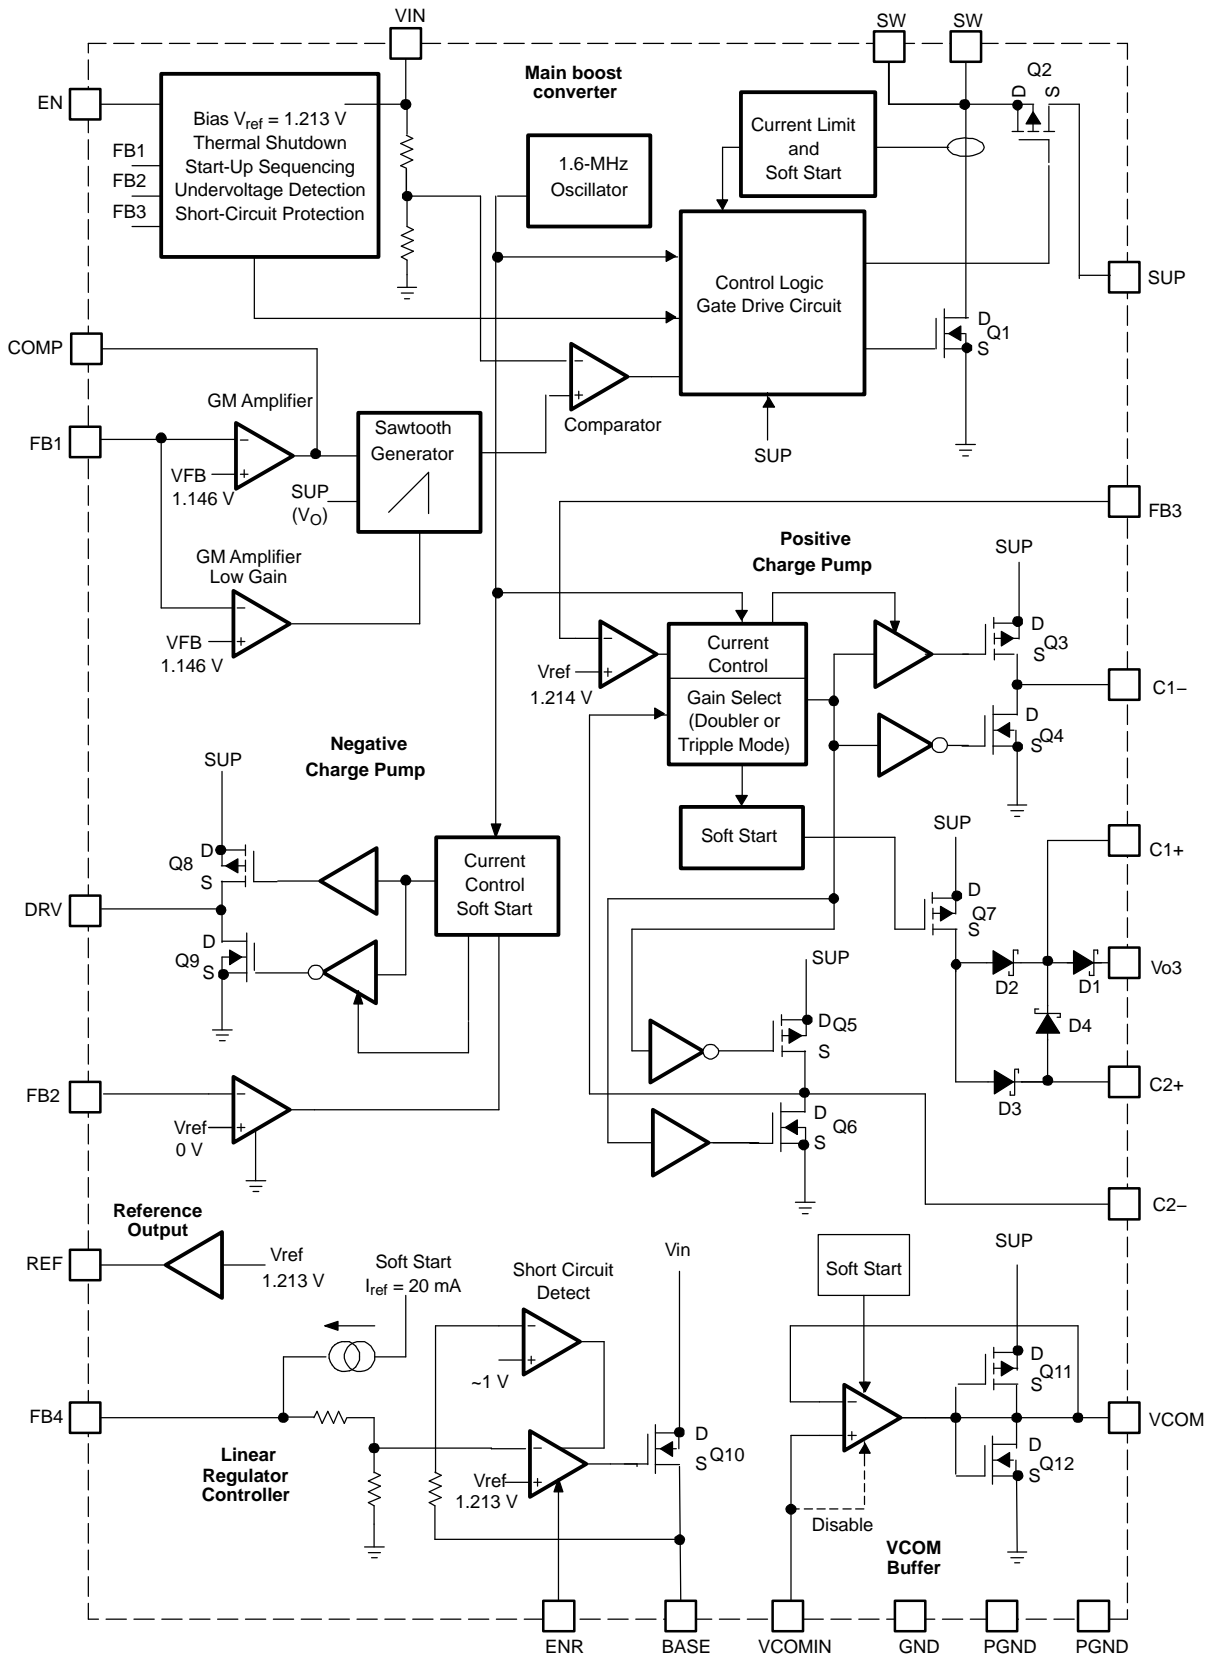 VIN
SW
SW
Main boost
converter
Q2
D
S
EN
Bias Vref = 1.213 V
Thermal Shutdown
Start-Up Sequencing
Undervoltage Detection
Short-Circuit Protection
FB1
FB2
FB3
1.6-MHz
Oscillator
Current Limit
and
Soft Start
Control Logic
Gate Drive Circuit
SUP
D
Q1
S
COMP
GM Amplifier
FB1
−
+
VFB
1.146 V
Sawtooth
Generator
SUP
(VO)
−
+
Comparator
SUP
FB3
GM Amplifier
Low Gain
−
+
VFB
1.146 V
Positive
Charge Pump
SUP
−
+
Vref
1.214 V
Current
Control
Gain Select
(Doubler or
Tripple Mode)
D
Q3
S
C1−
D
Q4
S
Negative
Charge Pump
SUP
Soft Start
SUP
C1+
Q8
D
S
Current
Control
Soft Start
D
Q7
S
DRV
D
Q9
S
SUP
D2
D1
Vo3
D4
D
Q5
S
D3
C2+
FB2
−
+
Vref
0 V
D
Q6
S
C2−
Reference
Output
REF
Vref
1.213 V
Soft Start
Iref = 20 mA
Short Circuit
Detect
Vin
Soft Start
SUP
−
+
~1 V
D
Q11
S
FB4
Linear
Regulator
Controller
−
+
Vref
1.213 V
D
Q10
S
−
+
VCOM
D
Q12
S
Disable
VCOM
Buffer
ENR
BASE
VCOMIN
GND
PGND
PGND